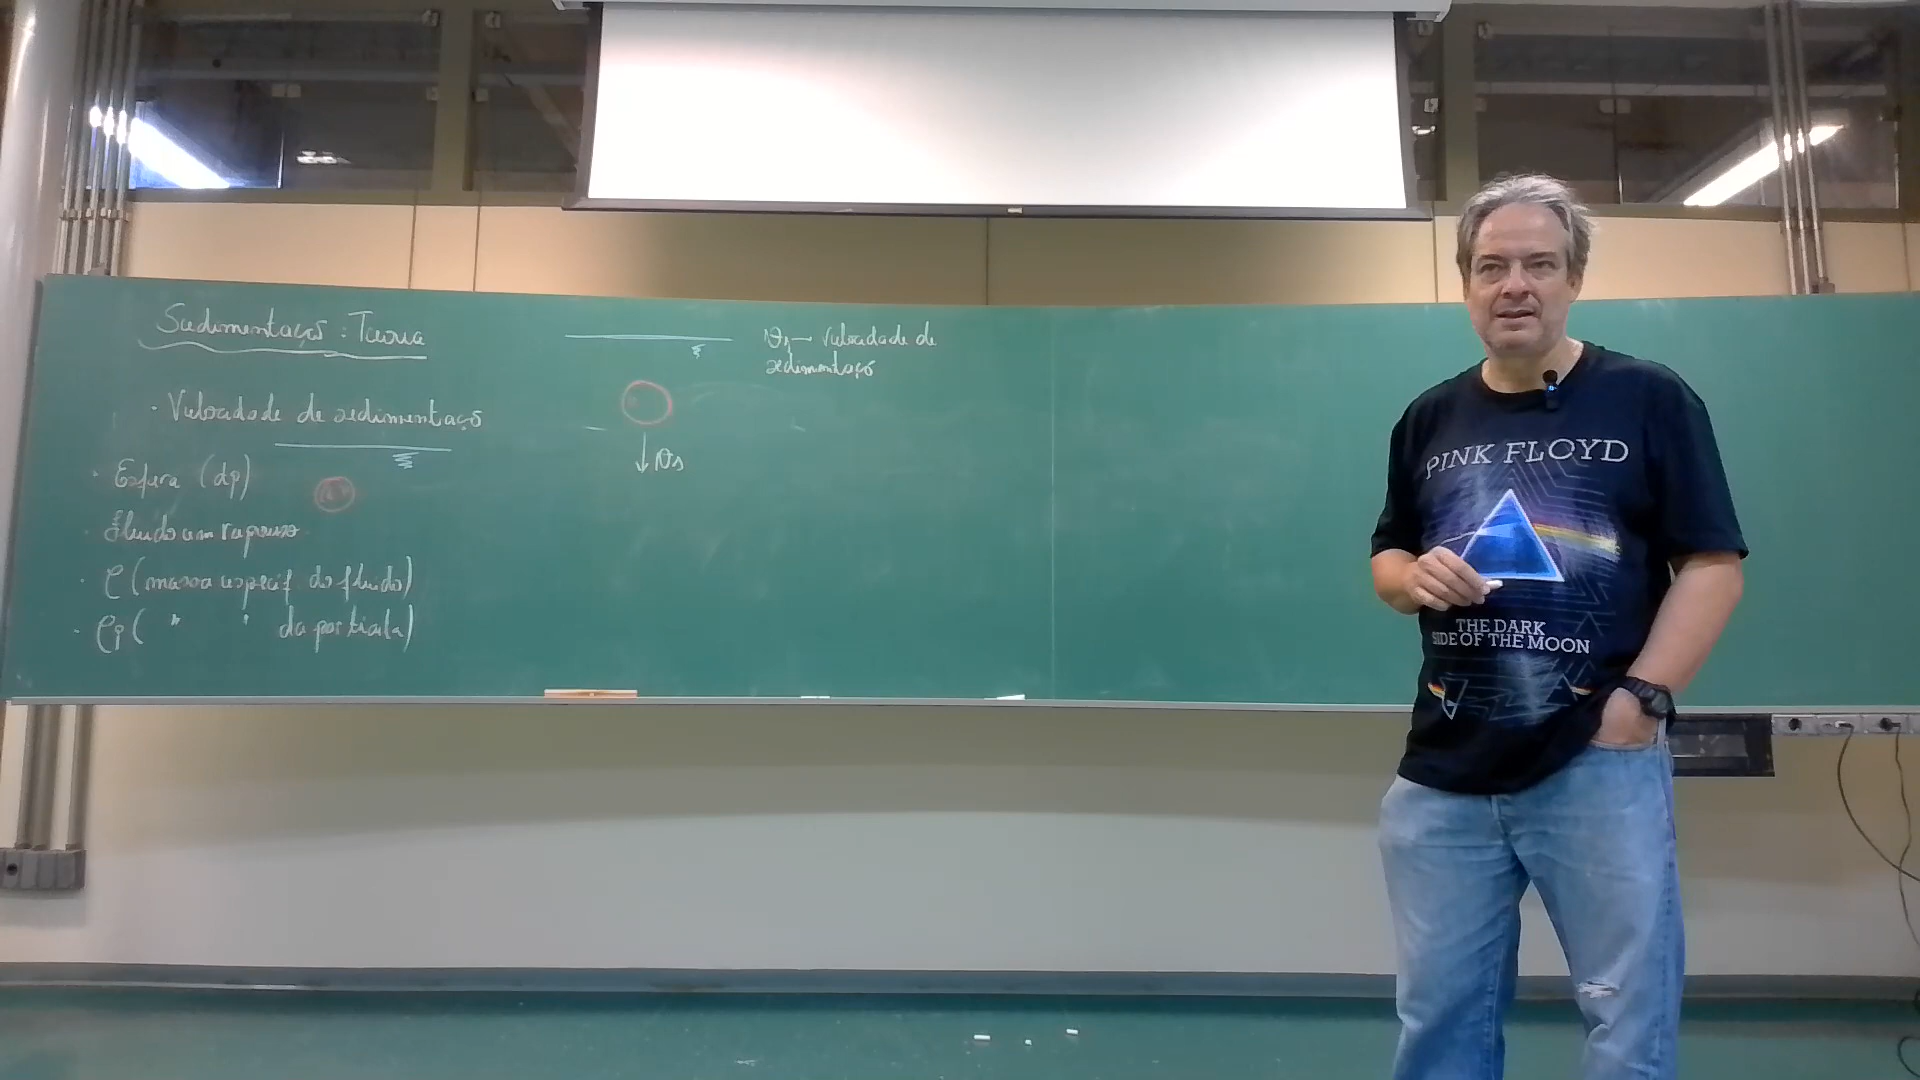 Sedimentação: Teoria
· Velocidade de sedimentação
· Esfera (dp)
· fluido em repouso
· ρ (massa especif do fluido)
· ρp ( " " da partícula)
vs → velocidade de
sedimentação
vs
PINK FLOYD
THE DARK
SIDE OF THE MOON